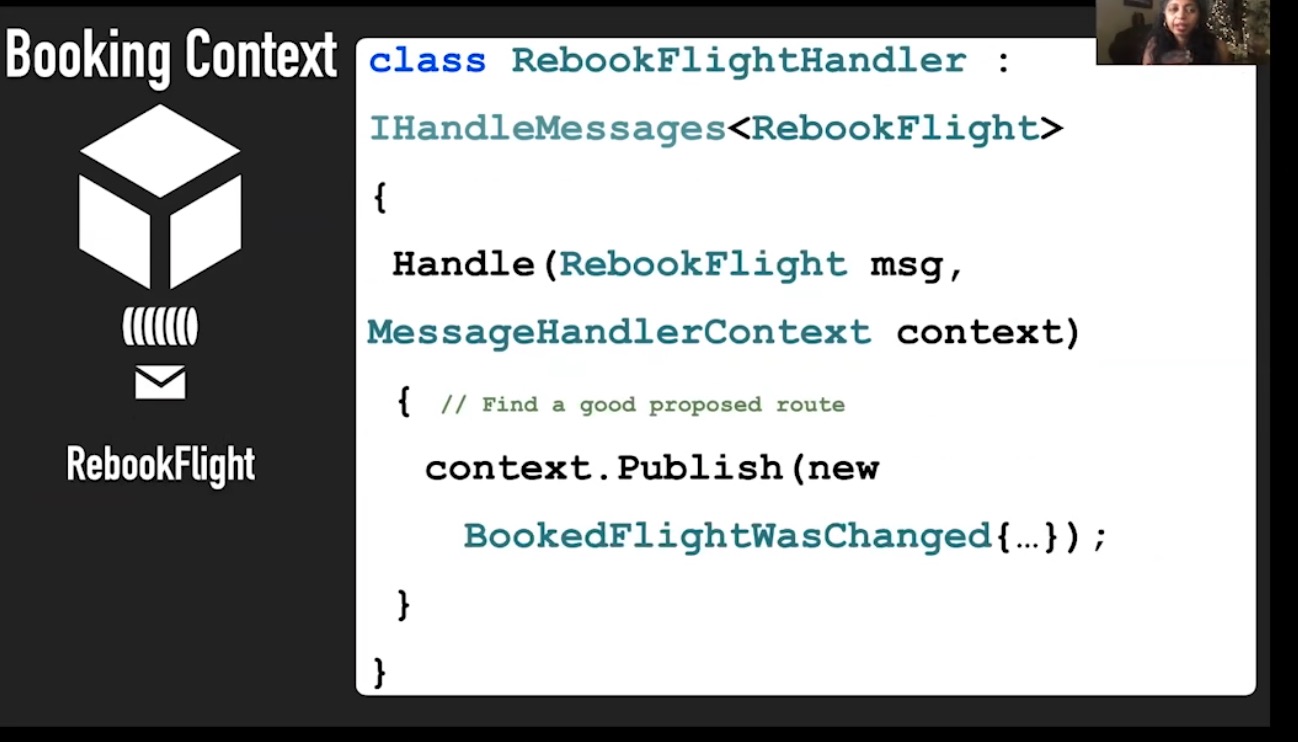 Booking Context
RebookFlight
class RebookFlightHandler :
IHandleMessages<RebookFlight>
{
Handle(RebookFlight msg,
MessageHandlerContext context)
{ // Find a good proposed route
context.Publish(new
BookedFlightWasChanged{…});
}
}